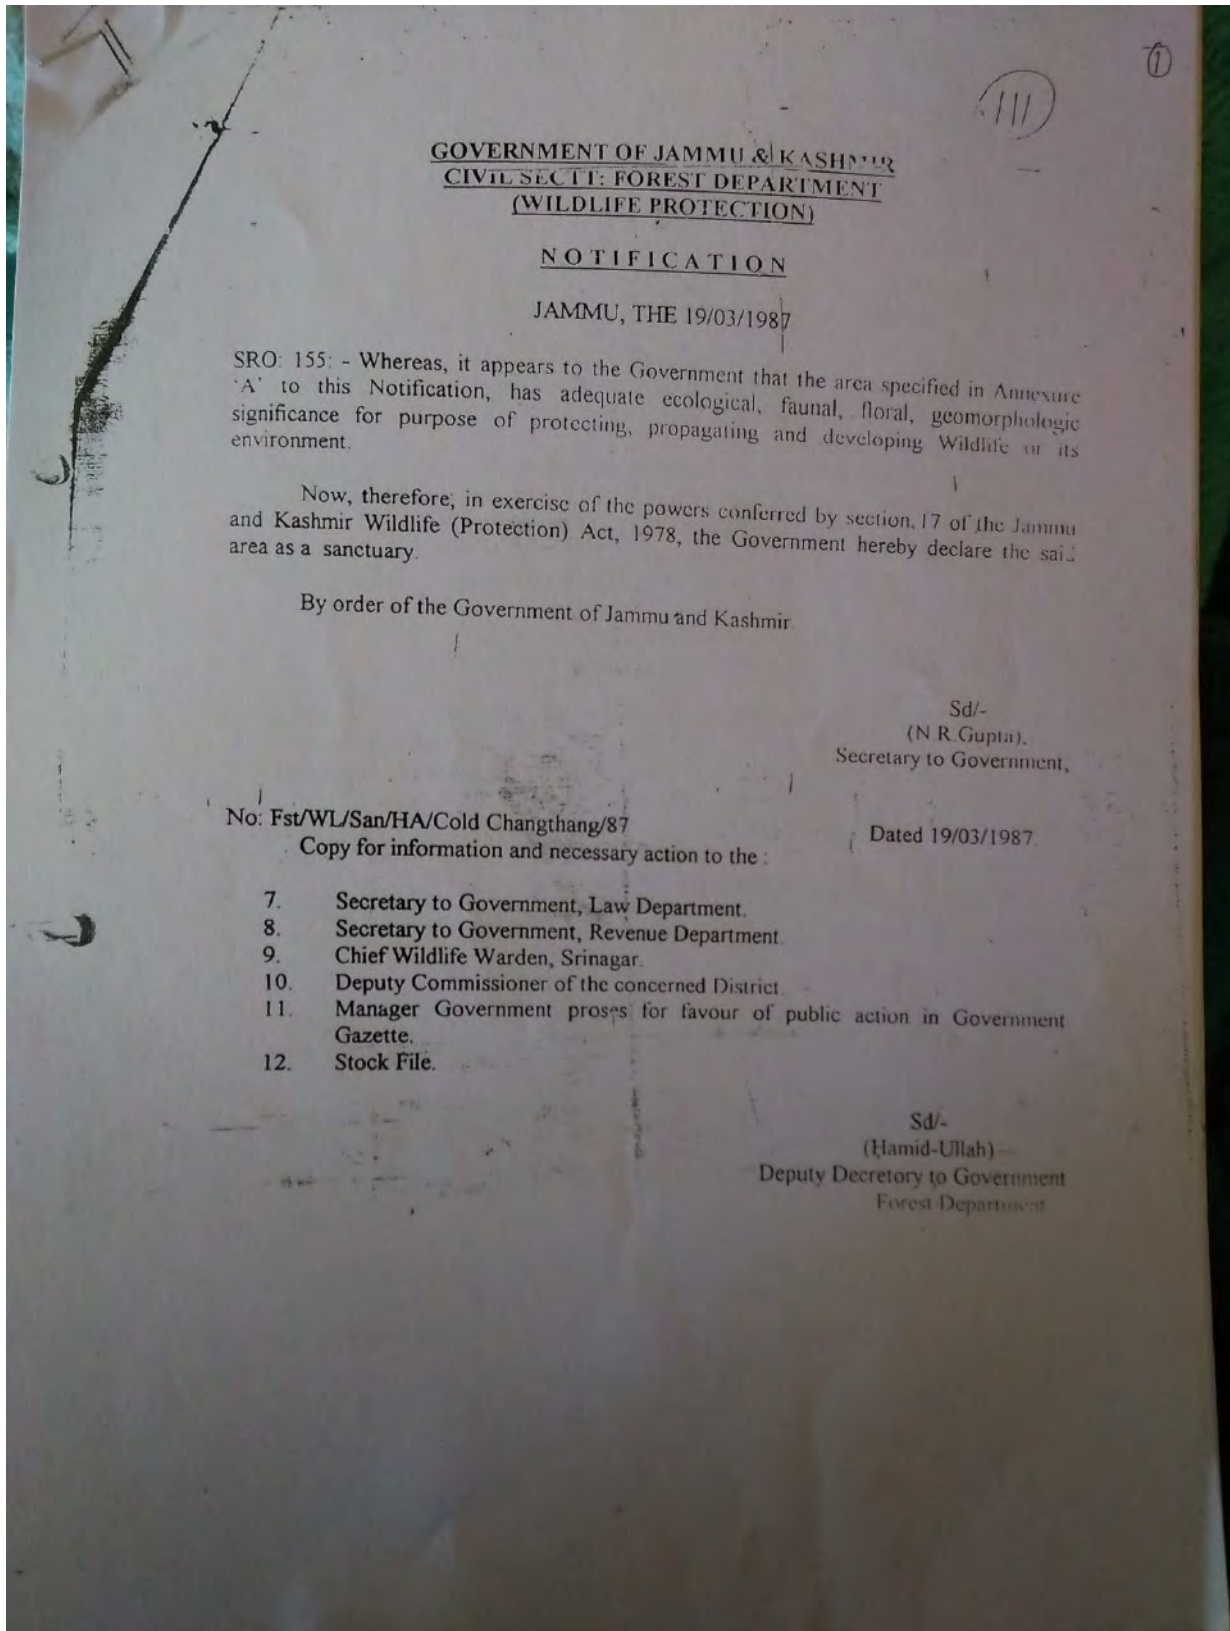 1
111
GOVERNMENT OF JAMMU & KASHMIR
CIVIL SECTT: FOREST DEPARTMENT
(WILDLIFE PROTECTION)
NOTIFICATION
JAMMU, THE 19/03/1987
SRO: 155: - Whereas, it appears to the Government that the area specified in Annexure
'A' to this Notification, has adequate ecological, faunal, floral, geomorphologic
significance for purpose of protecting, propagating and developing Wildlife or its
environment.
Now, therefore, in exercise of the powers conferred by section, 17 of the Jammu
and Kashmir Wildlife (Protection) Act, 1978, the Government hereby declare the said
area as a sanctuary.
By order of the Government of Jammu and Kashmir.
Sd/-
(N.R.Gupta),
Secretary to Government,
No: Fst/WL/San/HA/Cold Changthang/87
Dated 19/03/1987.
Copy for information and necessary action to the :
7. Secretary to Government, Law Department.
8. Secretary to Government, Revenue Department.
9. Chief Wildlife Warden, Srinagar.
10. Deputy Commissioner of the concerned District.
11. Manager Government proses for favour of public action in Government
Gazette.
12. Stock File.
Sd/-
(Hamid-Ullah)
Deputy Decretory to Government
Forest Department